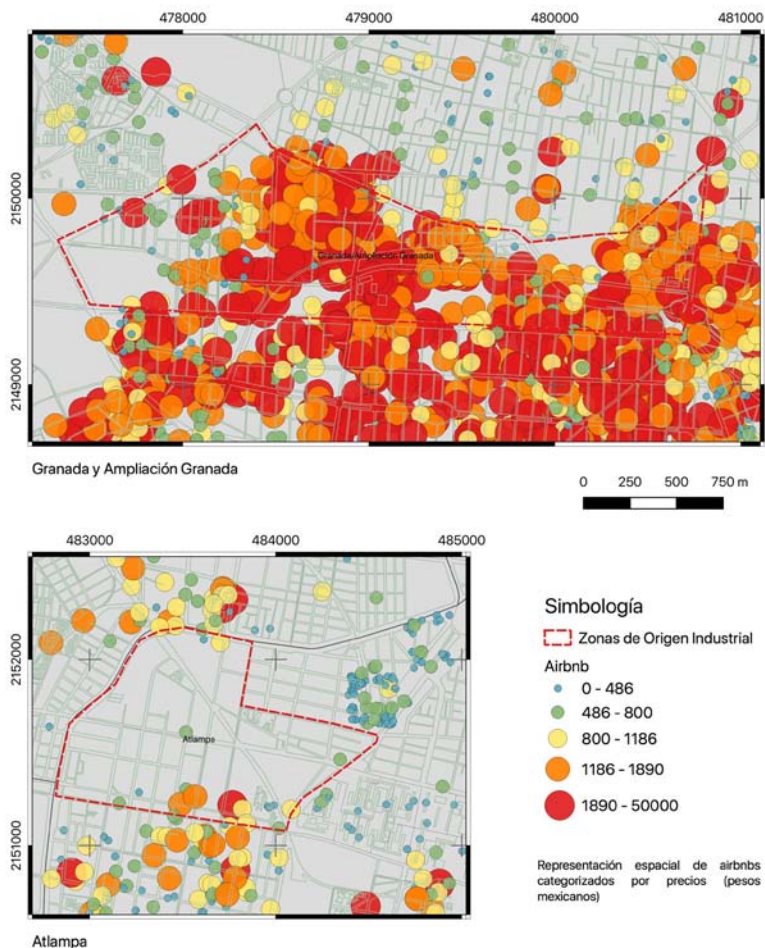 478000 479000 480000 481000
2150000
2149000
Granada/Ampliación Granada
Granada y Ampliación Granada
0 250 500 750 m
483000 484000 485000
2152000
2151000
Atlampa
Atlampa
Simbología
Zonas de Origen Industrial
Airbnb
0 - 486
486 - 800
800 - 1186
1186 - 1890
1890 - 50000
Representación espacial de airbnbs
categorizados por precios (pesos
mexicanos)